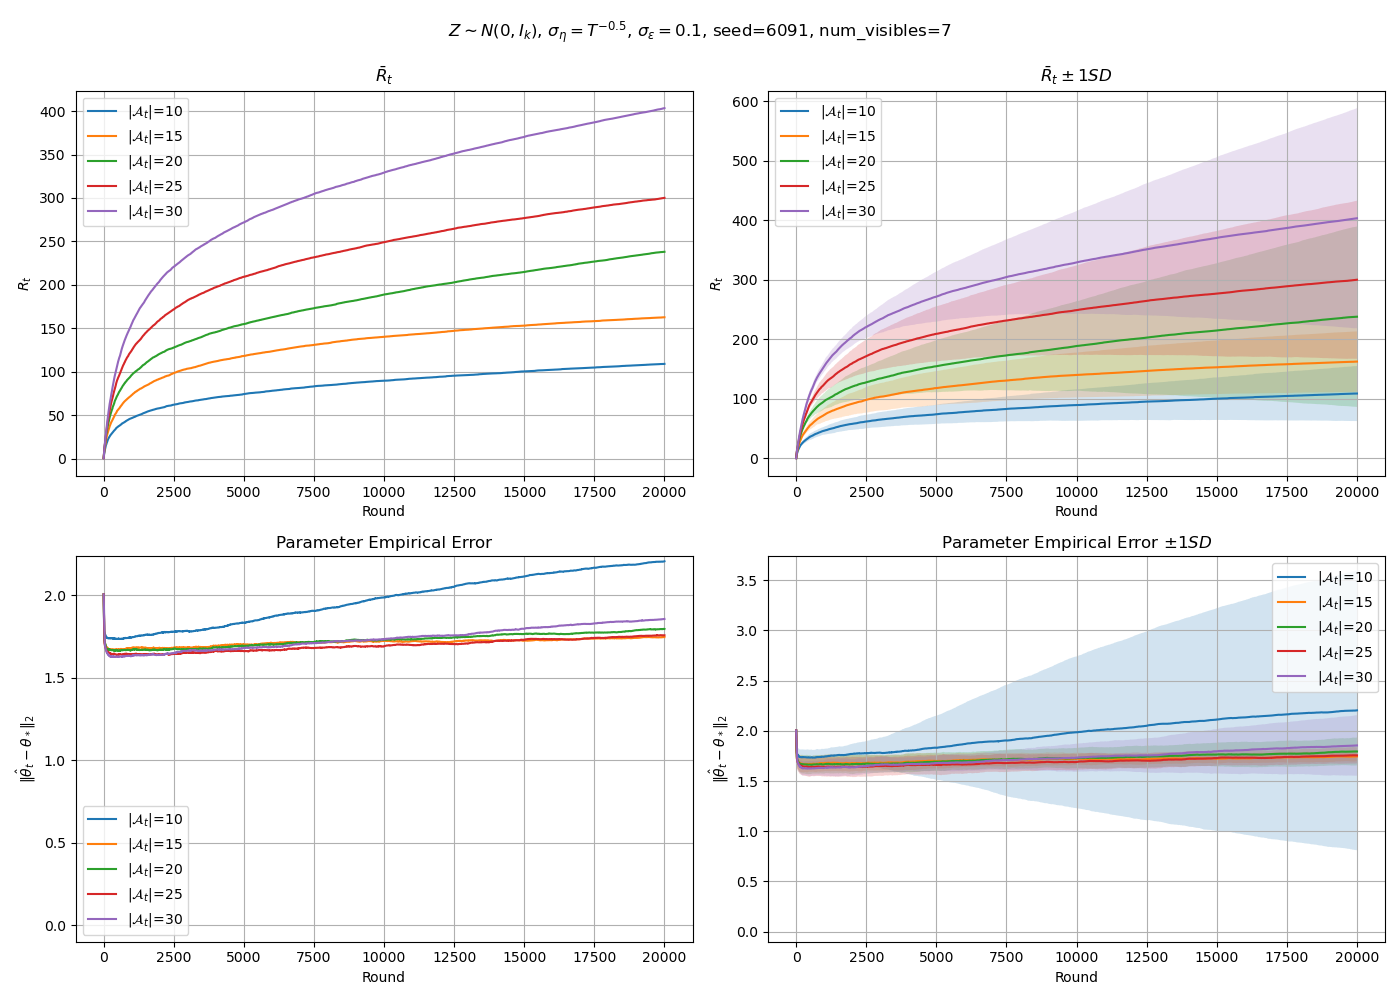 Z ∼ N(0, I_k), σ_η = T^{−0.5}, σ_ε = 0.1, seed=6091, num_visibles=7
R̄_t
R_t
400
350
300
250
200
150
100
50
0
|𝒜_t|=10
|𝒜_t|=15
|𝒜_t|=20
|𝒜_t|=25
|𝒜_t|=30
0 2500 5000 7500 10000 12500 15000 17500 20000
Round
R̄_t ± 1SD
R_t
600
500
400
300
200
100
0
|𝒜_t|=10
|𝒜_t|=15
|𝒜_t|=20
|𝒜_t|=25
|𝒜_t|=30
0 2500 5000 7500 10000 12500 15000 17500 20000
Round
Parameter Empirical Error
‖θ̂_t − θ_*‖_2
2.0
1.5
1.0
0.5
0.0
|𝒜_t|=10
|𝒜_t|=15
|𝒜_t|=20
|𝒜_t|=25
|𝒜_t|=30
0 2500 5000 7500 10000 12500 15000 17500 20000
Round
Parameter Empirical Error ±1SD
‖θ̂_t − θ_*‖_2
3.5
3.0
2.5
2.0
1.5
1.0
0.5
0.0
|𝒜_t|=10
|𝒜_t|=15
|𝒜_t|=20
|𝒜_t|=25
|𝒜_t|=30
0 2500 5000 7500 10000 12500 15000 17500 20000
Round